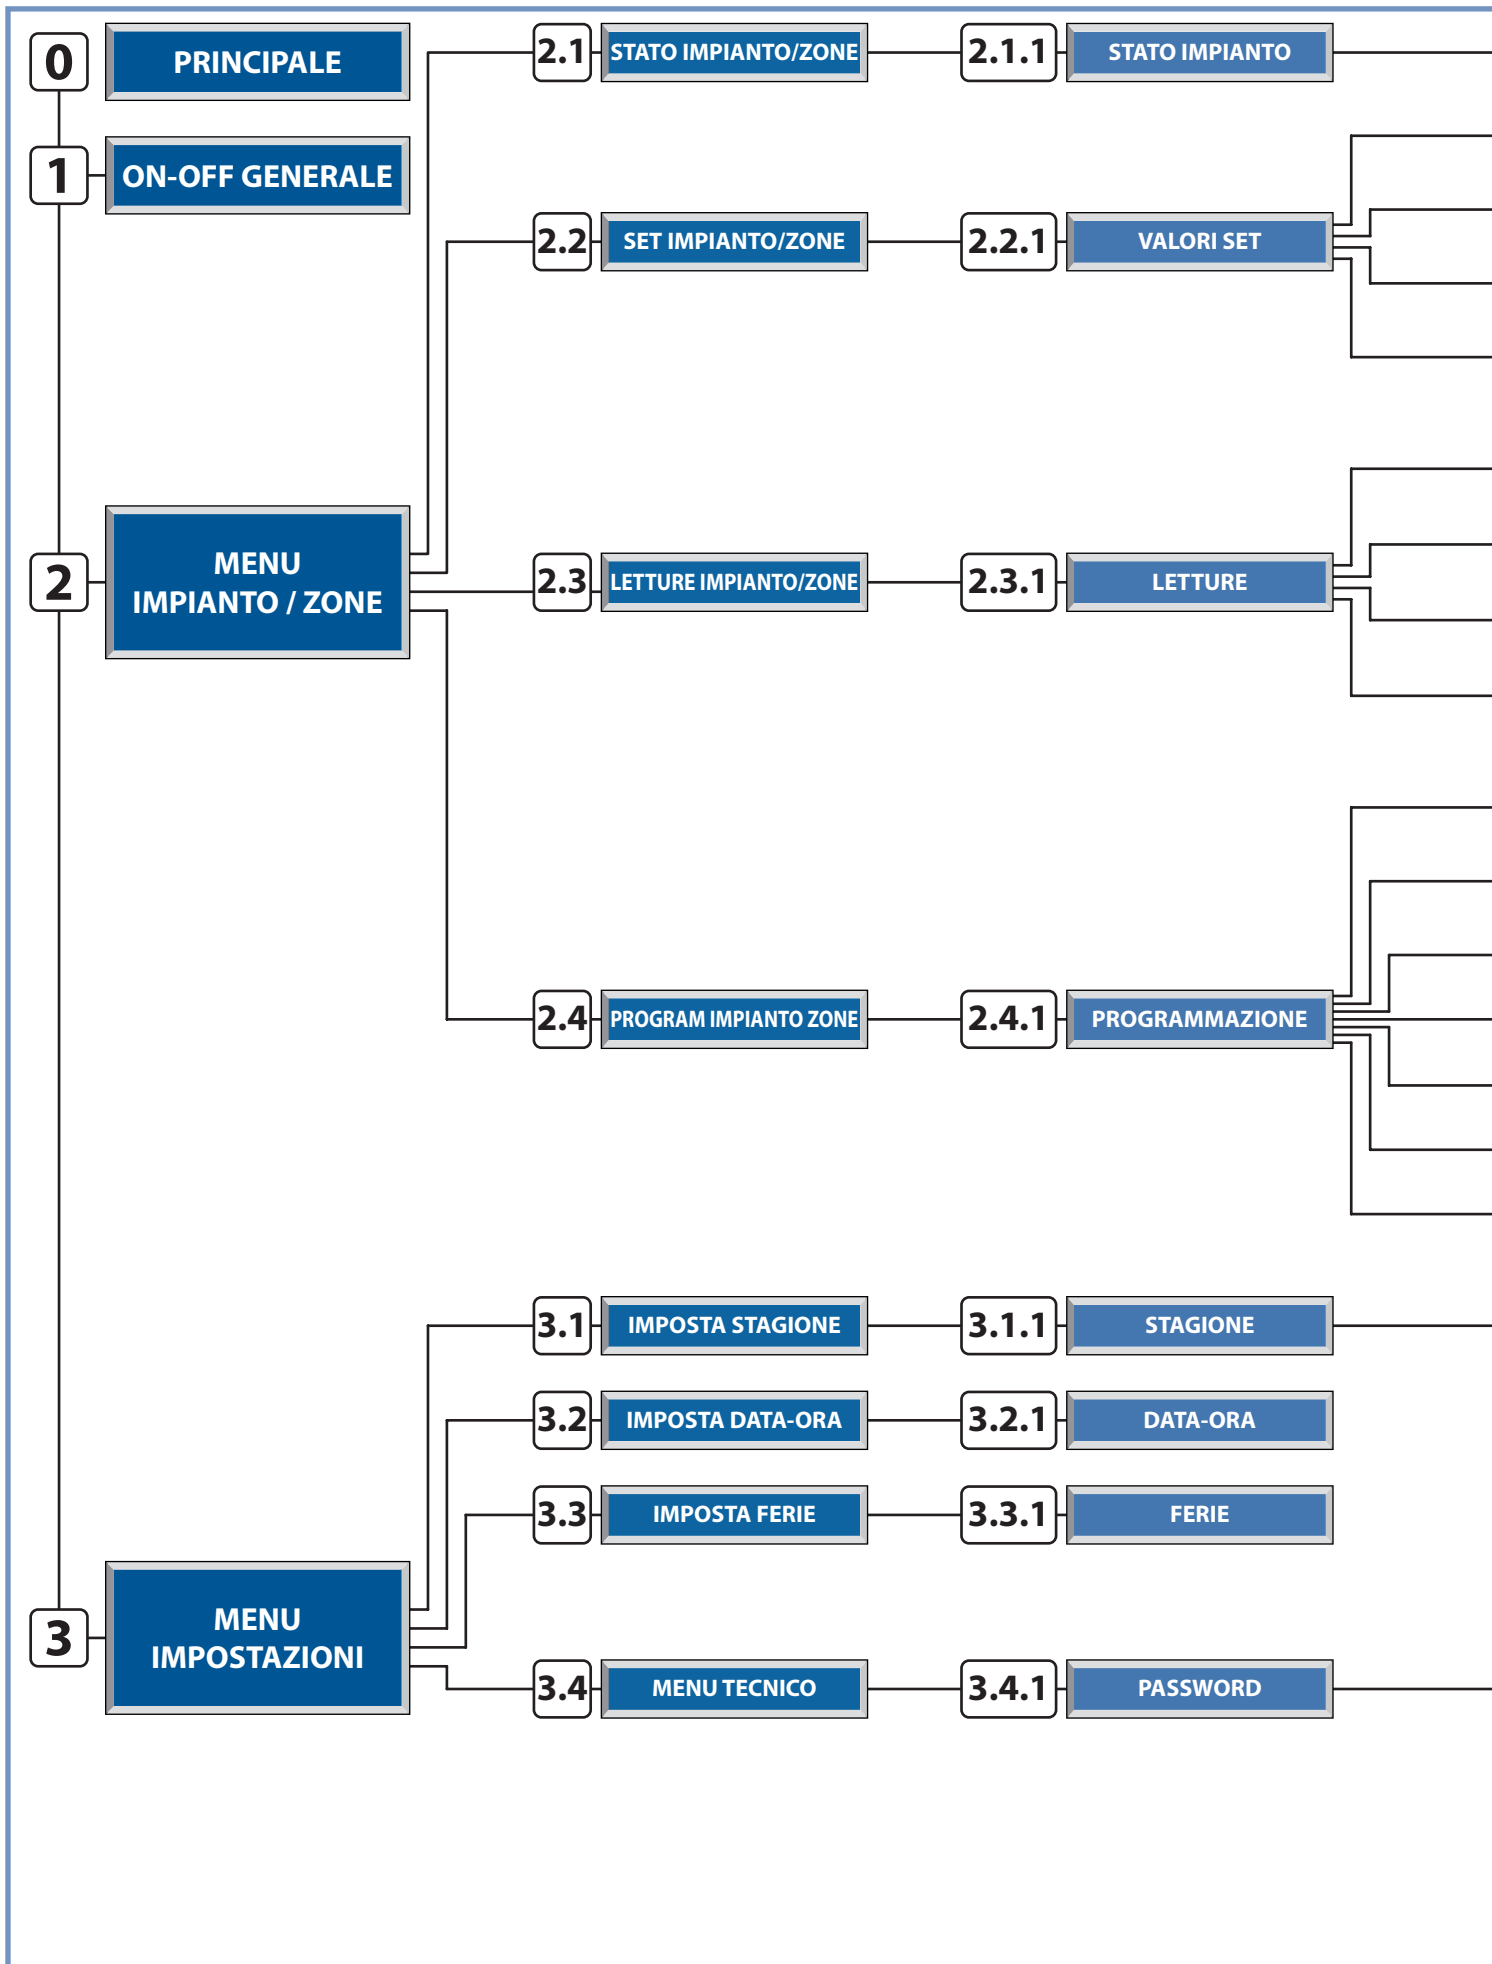 0
PRINCIPALE
1
ON-OFF GENERALE
2
MENU
IMPIANTO / ZONE
2.1
STATO IMPIANTO/ZONE
2.1.1
STATO IMPIANTO
2.2
SET IMPIANTO/ZONE
2.2.1
VALORI SET
2.3
LETTURE IMPIANTO/ZONE
2.3.1
LETTURE
2.4
PROGRAM IMPIANTO ZONE
2.4.1
PROGRAMMAZIONE
3
MENU
IMPOSTAZIONI
3.1
IMPOSTA STAGIONE
3.1.1
STAGIONE
3.2
IMPOSTA DATA-ORA
3.2.1
DATA-ORA
3.3
IMPOSTA FERIE
3.3.1
FERIE
3.4
MENU TECNICO
3.4.1
PASSWORD